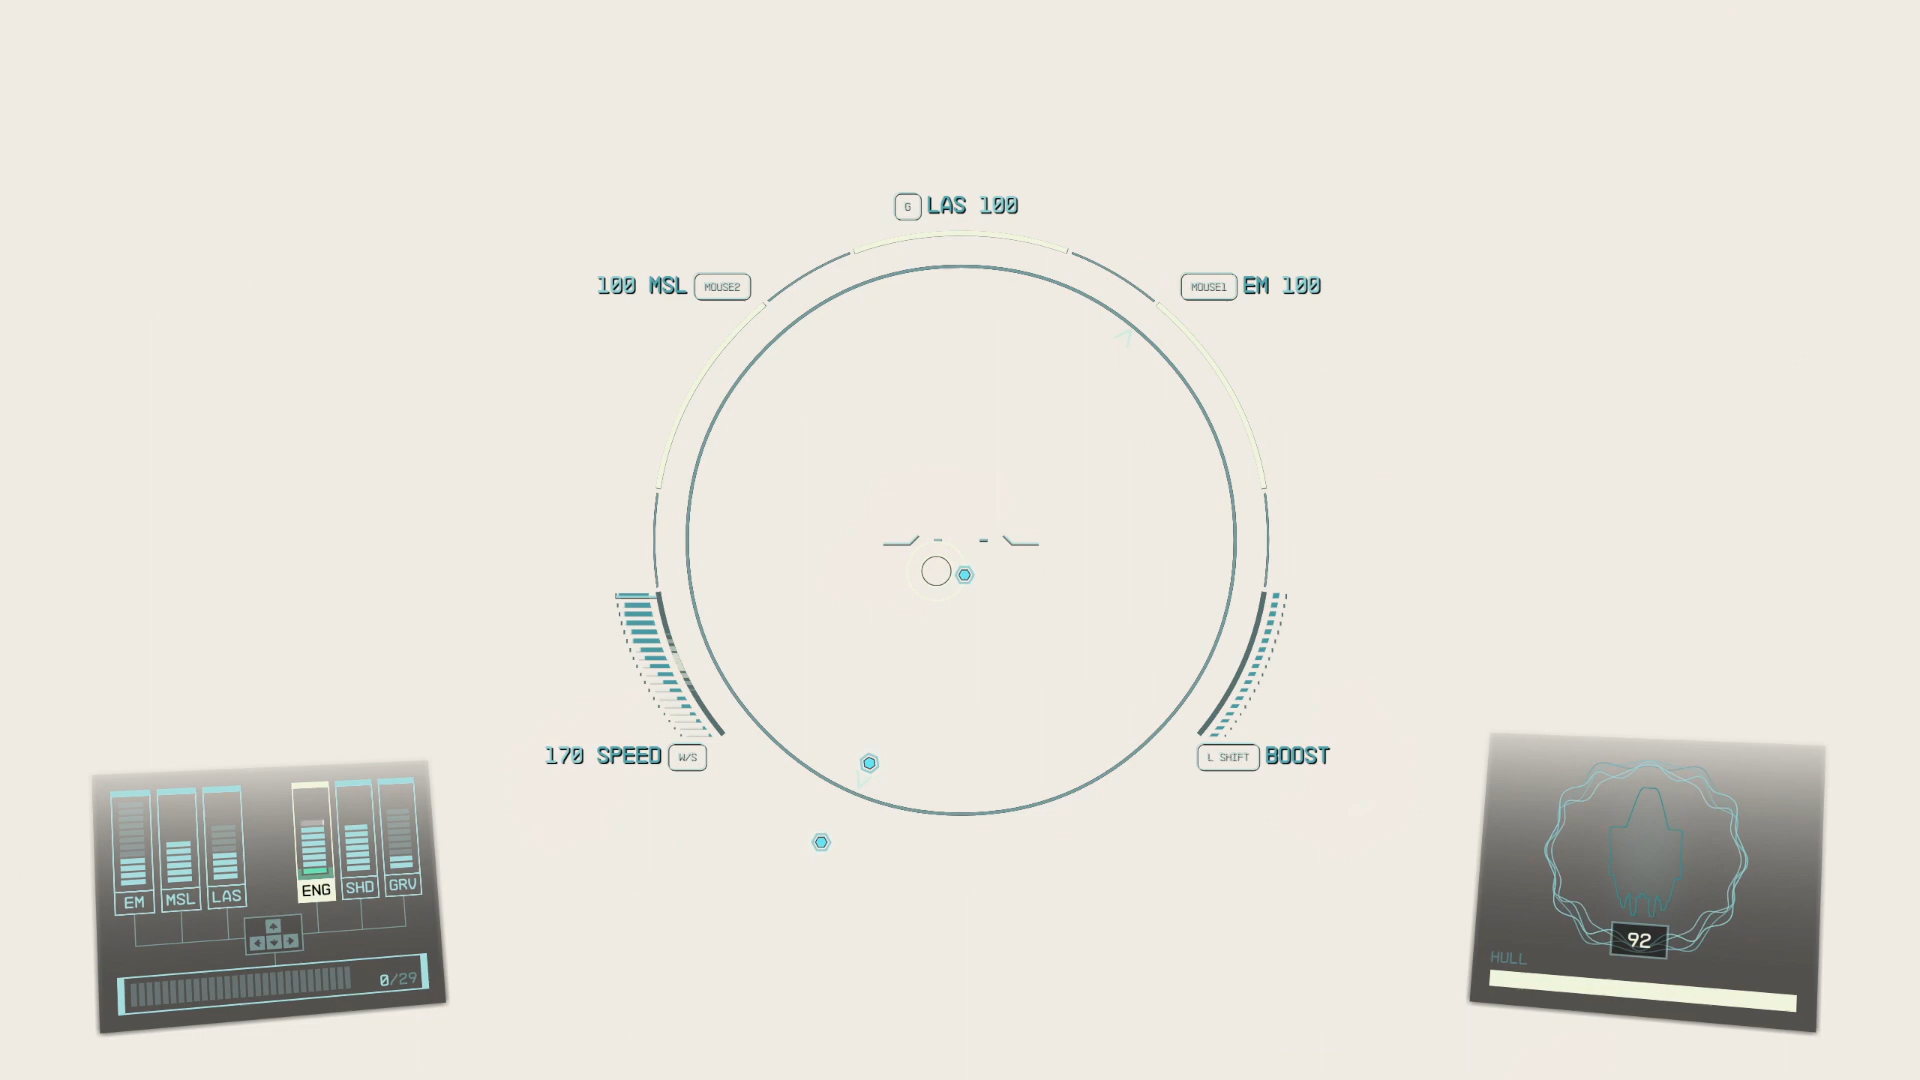 G LAS 100
100 MSL MOUSE2
MOUSE1 EM 100
170 SPEED W/S
L SHIFT BOOST
EM MSL LAS ENG SHD GRV
0/29
92
HULL